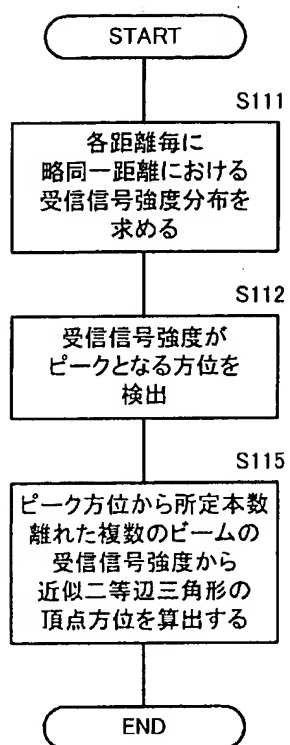 START
S111
各距離毎に
略同一距離における
受信信号強度分布を
求める
S112
受信信号強度が
ピークとなる方位を
検出
S115
ピーク方位から所定本数
離れた複数のビームの
受信信号強度から
近似二等辺三角形の
頂点方位を算出する
END